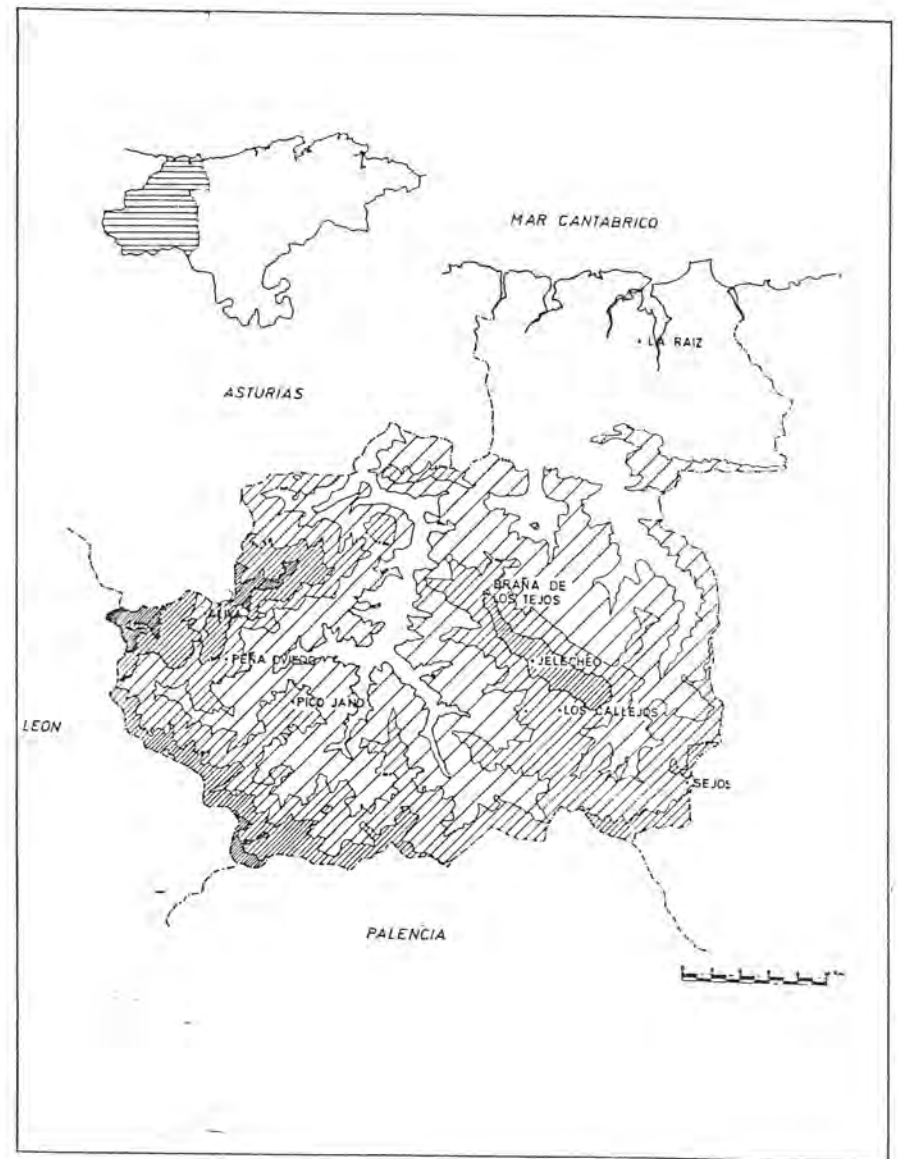 MAR CANTABRICO
LA RAIZ
ASTURIAS
BRAÑA DE
LOS TEJOS
PEÑA OVIEDO
JELECHEO
PICO JANO
LOS CALLEJOS
LEON
SEJOS
PALENCIA